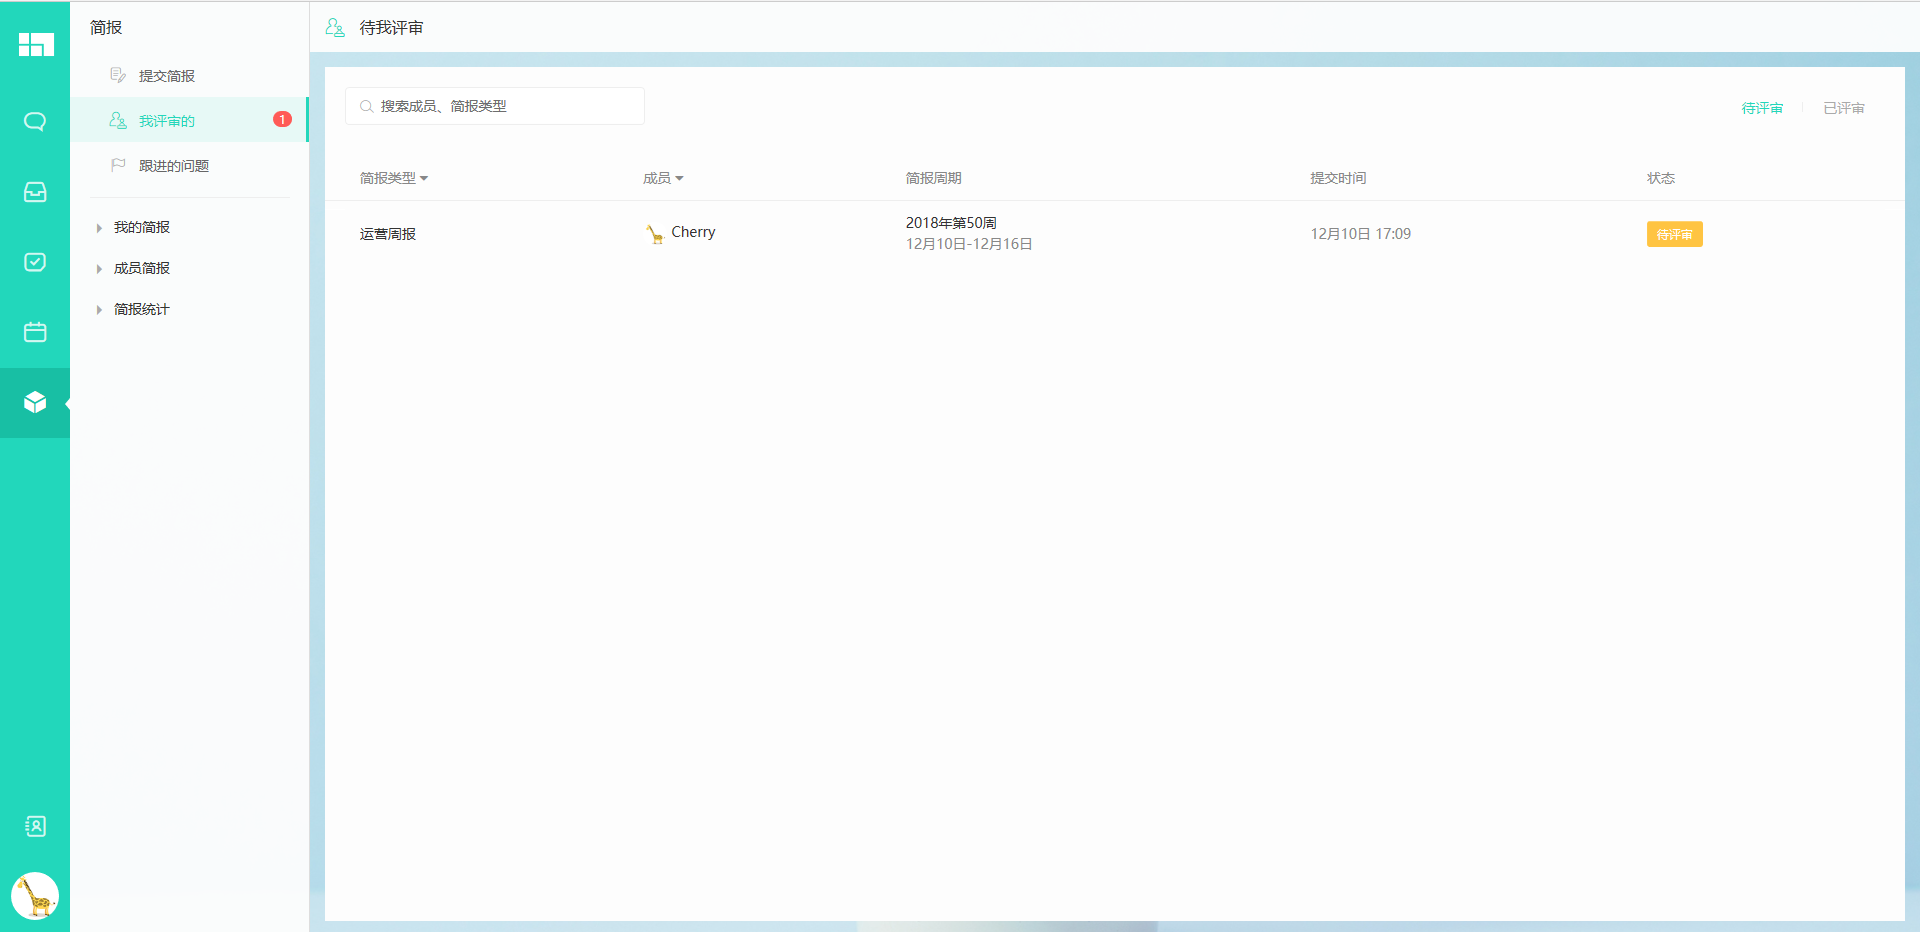 简报
提交简报
我评审的
1
跟进的问题
我的简报
成员简报
简报统计
待我评审
搜索成员、简报类型
待评审
已评审
简报类型 成员 简报周期 提交时间 状态
运营周报 Cherry 2018年第50周 12月10日 17:09 待评审
12月10日-12月16日